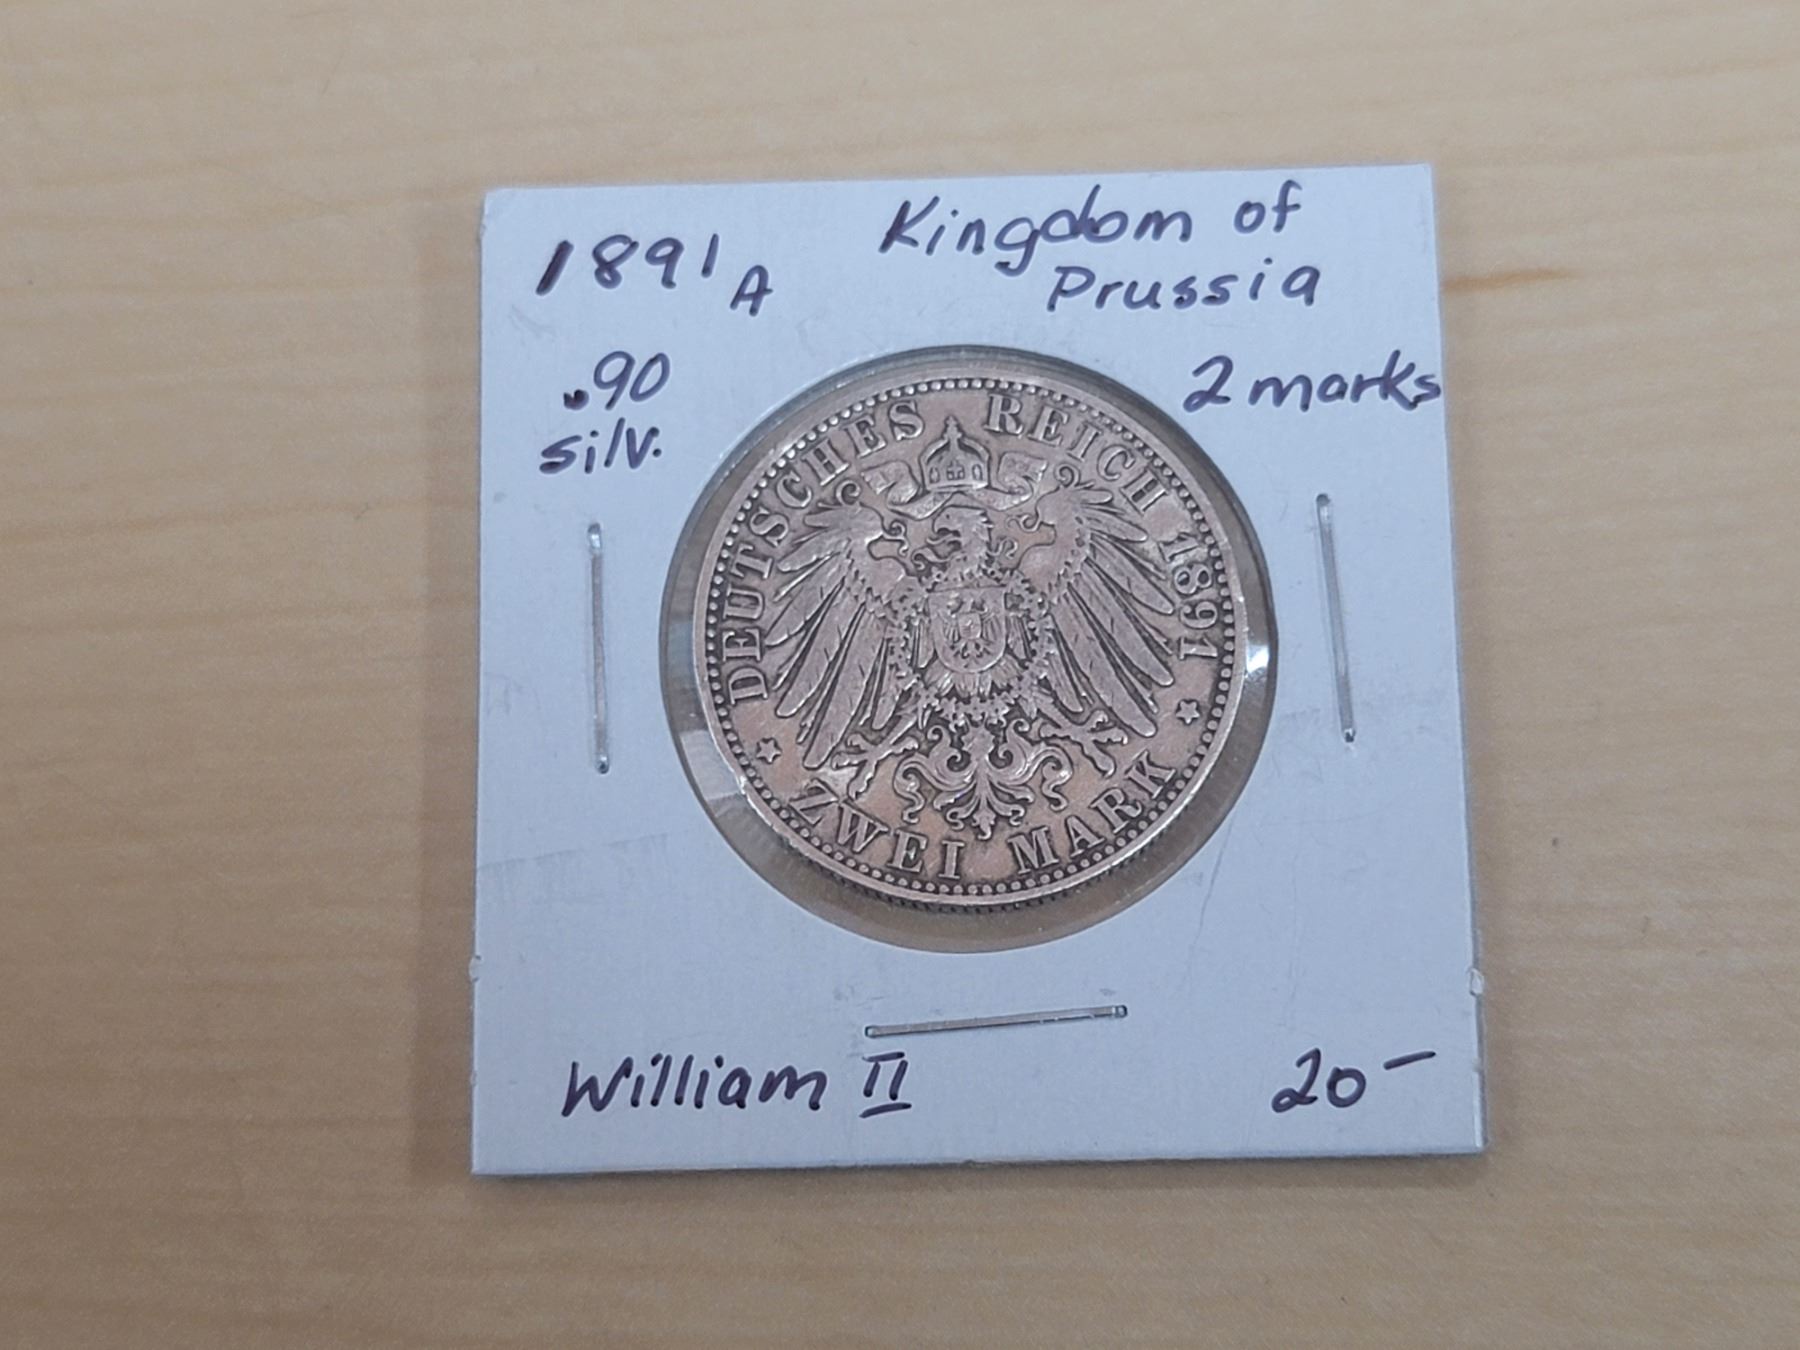 1891 A
Kingdom of
Prussia
.90
silv.
2 marks
DEUTSCHES REICH 1891
ZWEI MARK
William II
20-